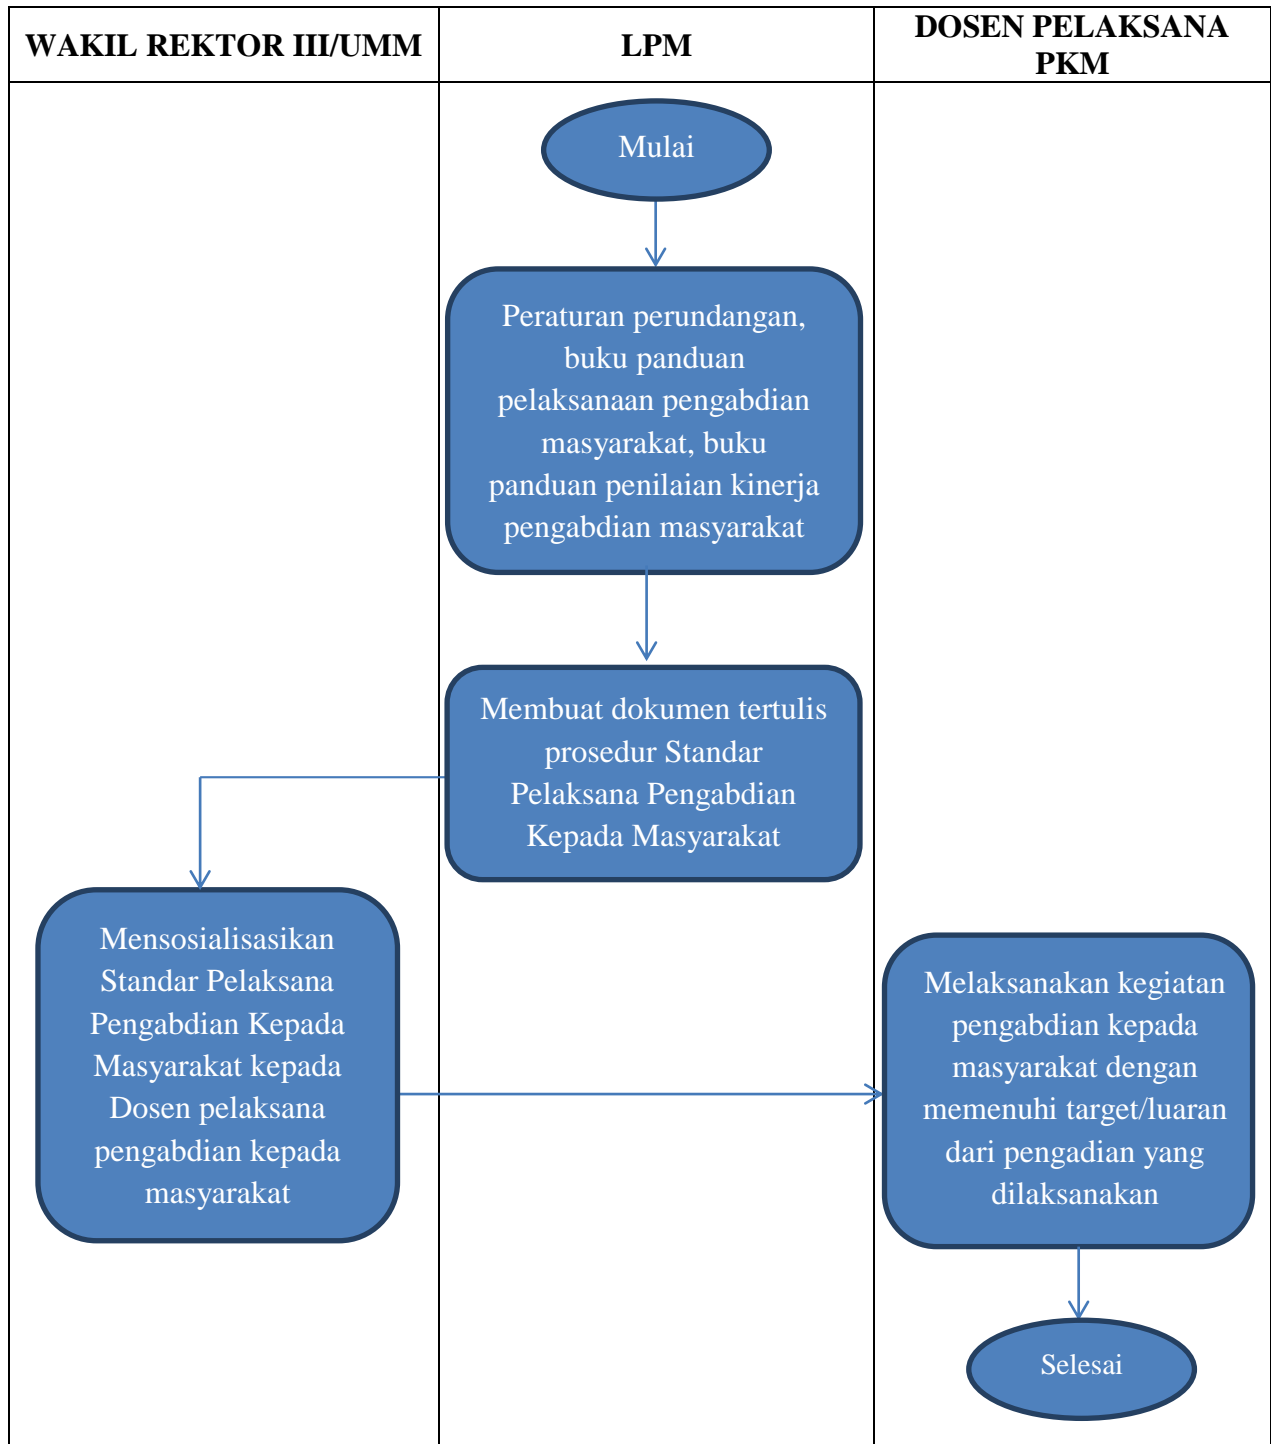 WAKIL REKTOR III/UMM
LPM
DOSEN PELAKSANA
PKM
Mulai
Peraturan perundangan,
buku panduan
pelaksanaan pengabdian
masyarakat, buku
panduan penilaian kinerja
pengabdian masyarakat
Membuat dokumen tertulis
prosedur Standar
Pelaksana Pengabdian
Kepada Masyarakat
Mensosialisasikan
Standar Pelaksana
Pengabdian Kepada
Masyarakat kepada
Dosen pelaksana
pengabdian kepada
masyarakat
Melaksanakan kegiatan
pengabdian kepada
masyarakat dengan
memenuhi target/luaran
dari pengadian yang
dilaksanakan
Selesai